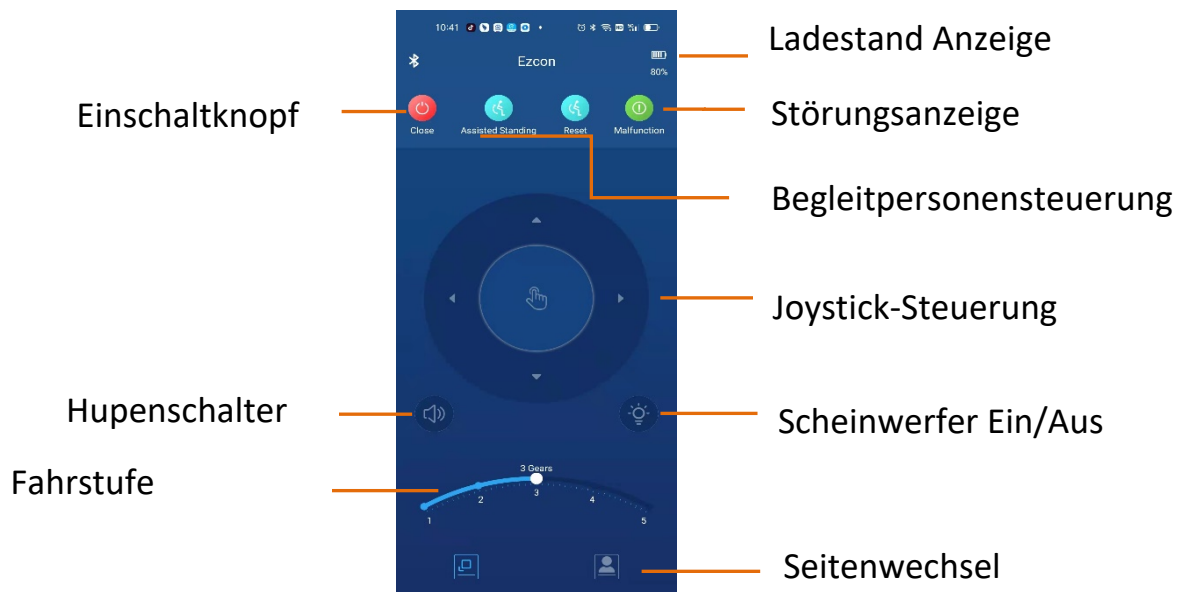 10:41
Ladestand Anzeige
Ezcon
80%
Einschaltknopf
Störungsanzeige
Close
Assisted Standing
Reset
Malfunction
Begleitpersonensteuerung
Joystick-Steuerung
Hupenschalter
Scheinwerfer Ein/Aus
Fahrstufe
3 Gears
1
2
3
4
5
Seitenwechsel